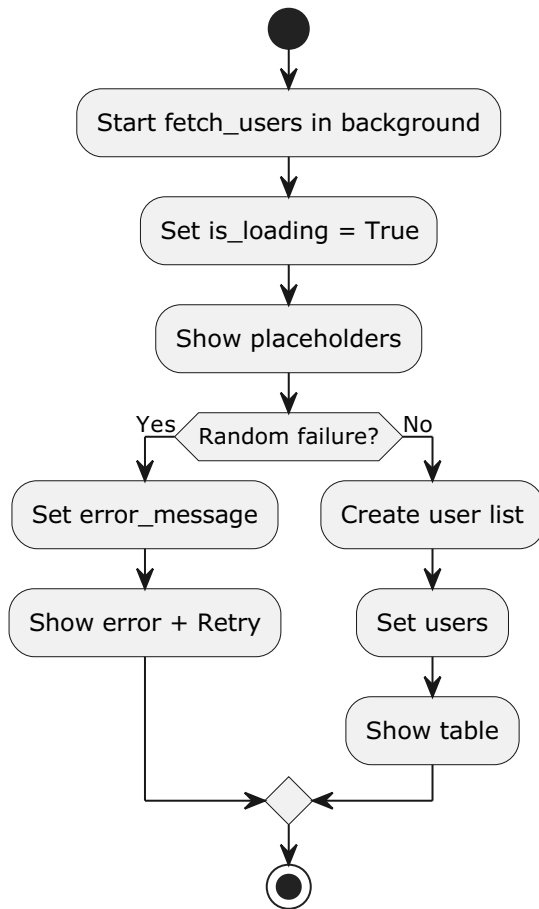 Start fetch_users in background
Set is_loading = True
Show placeholders
Yes
Random failure?
No
Set error_message
Create user list
Show error + Retry
Set users
Show table